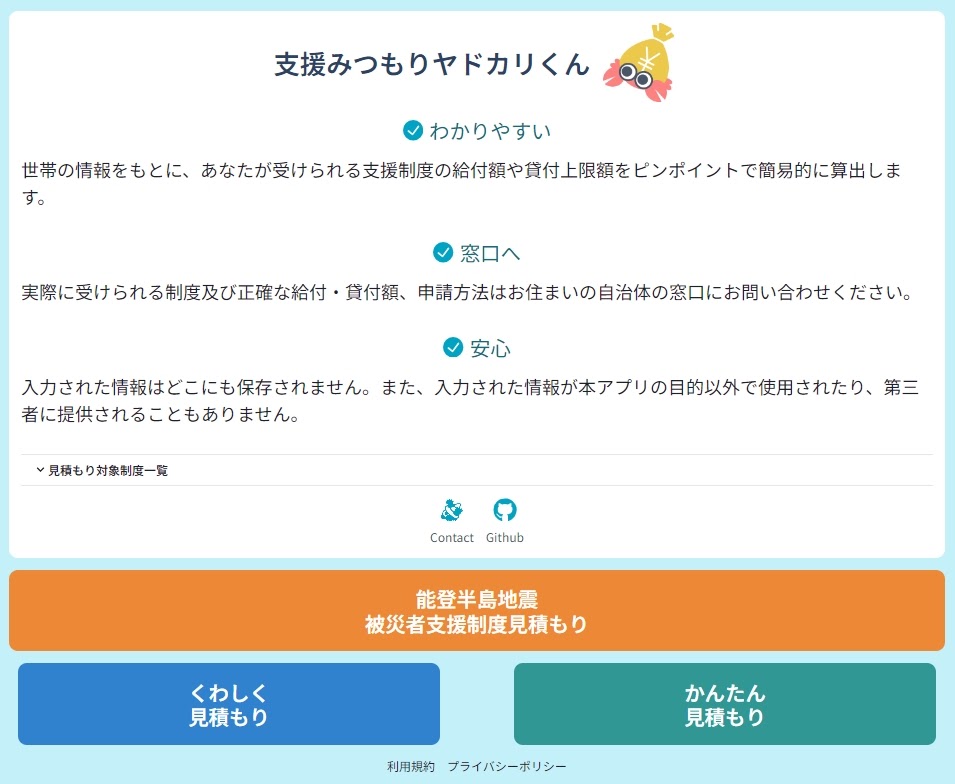 支援みつもりヤドカリくん
¥
わかりやすい
世帯の情報をもとに、あなたが受けられる支援制度の給付額や貸付上限額をピンポイントで簡易的に算出しま
す。
窓口へ
実際に受けられる制度及び正確な給付・貸付額、申請方法はお住まいの自治体の窓口にお問い合わせください。
安心
入力された情報はどこにも保存されません。また、入力された情報が本アプリの目的以外で使用されたり、第三
者に提供されることもありません。
見積もり対象制度一覧
Contact Github
能登半島地震
被災者支援制度見積もり
くわしく
見積もり
かんたん
見積もり
利用規約 プライバシーポリシー